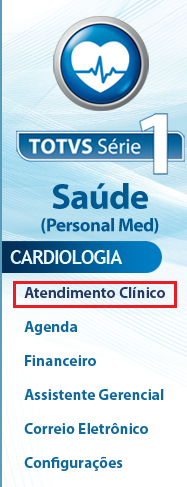 TOTVS Série 1
Saúde
(Personal Med)
CARDIOLOGIA
Atendimento Clínico
Agenda
Financeiro
Assistente Gerencial
Correio Eletrônico
Configurações